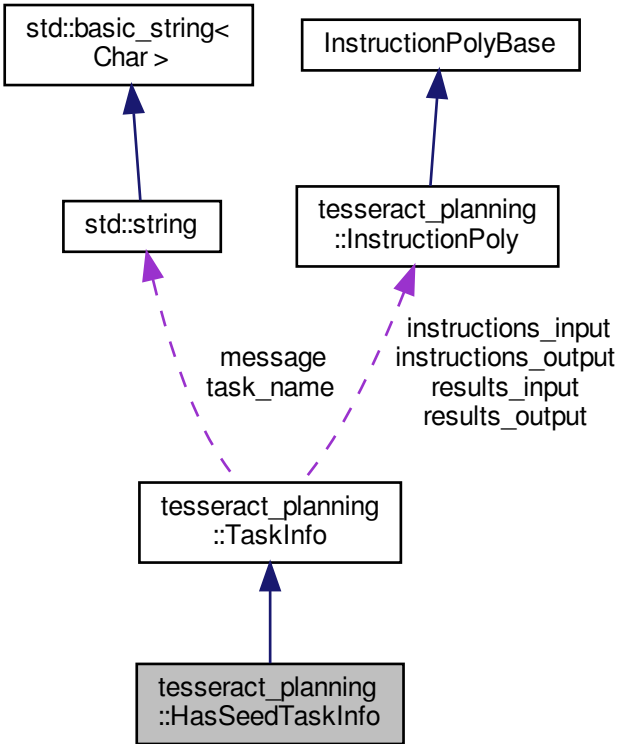 std::basic_string<
Char >
InstructionPolyBase
std::string
tesseract_planning
::InstructionPoly
message
task_name
instructions_input
instructions_output
results_input
results_output
tesseract_planning
::TaskInfo
tesseract_planning
::HasSeedTaskInfo